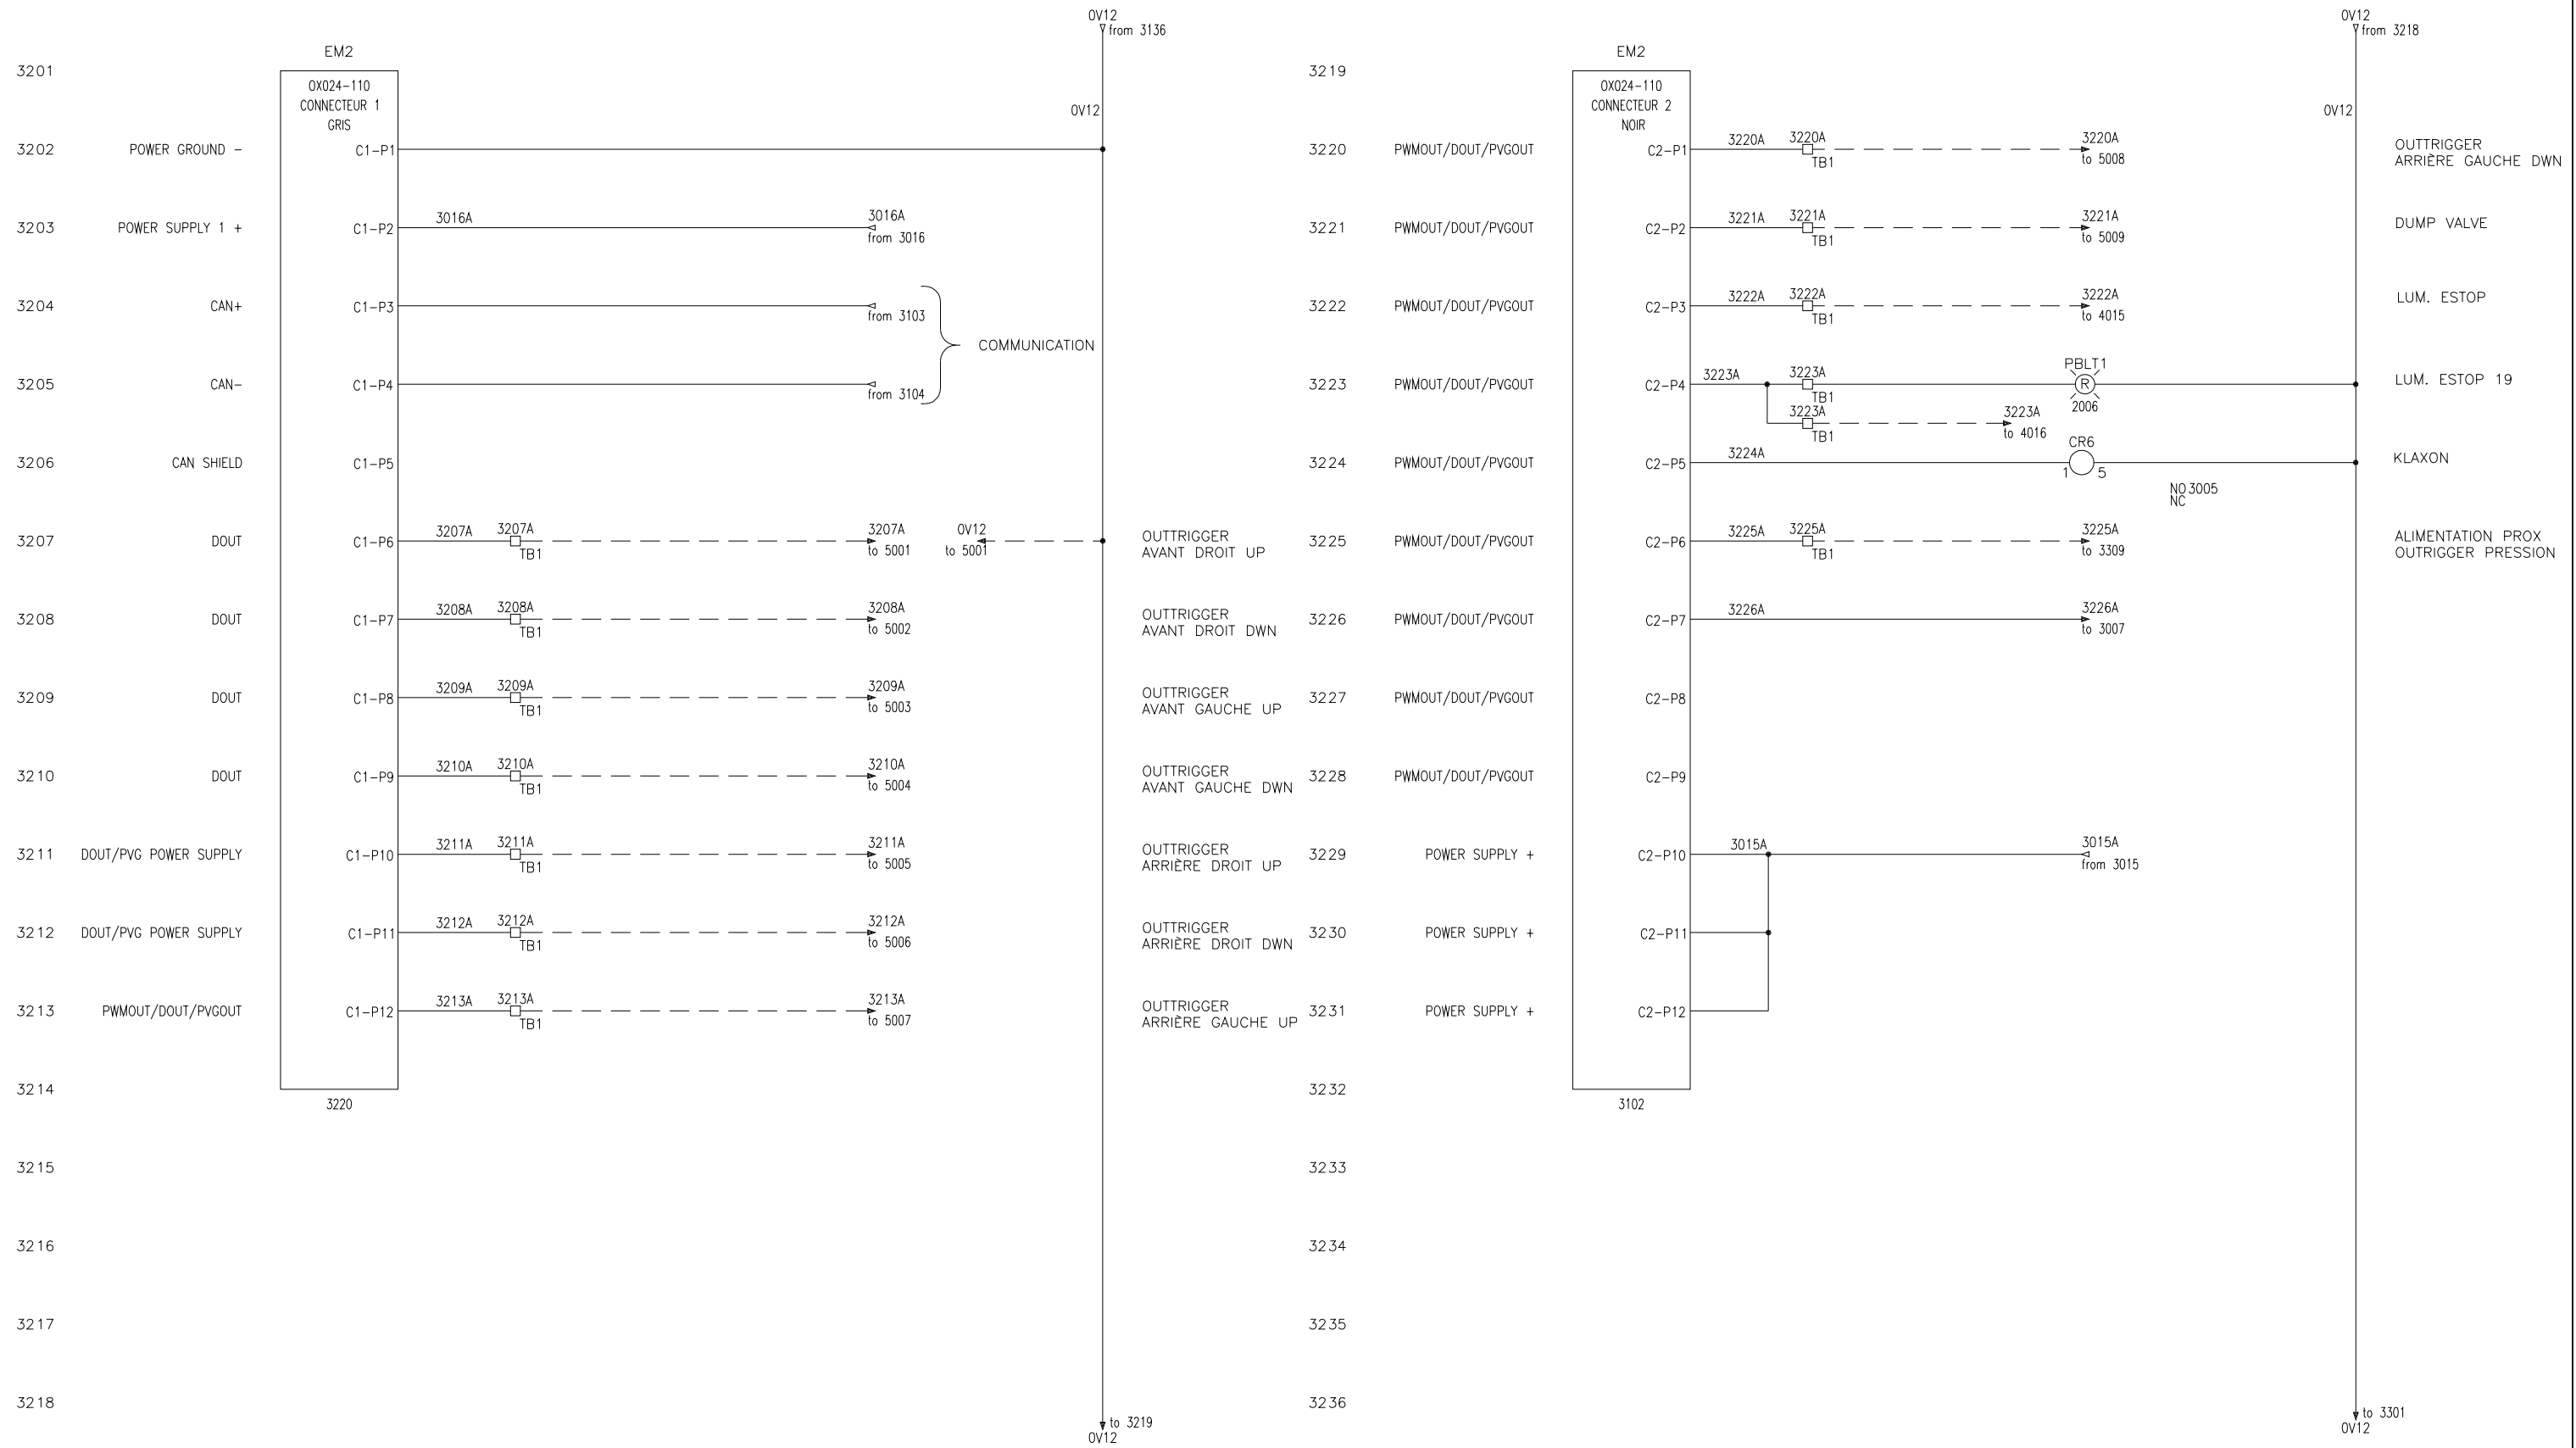 0V12
from 3136
EM2
3201
OX024-110
CONNECTEUR 1
GRIS
0V12
3202 POWER GROUND - C1-P1
3203 POWER SUPPLY 1 + C1-P2 3016A 3016A
from 3016
3204 CAN+ C1-P3
from 3103
COMMUNICATION
3205 CAN- C1-P4
from 3104
3206 CAN SHIELD C1-P5
3207 DOUT C1-P6 3207A 3207A TB1 3207A
to 5001
0V12
to 5001
OUTTRIGGER
AVANT DROIT UP
3208 DOUT C1-P7 3208A 3208A TB1 3208A
to 5002
OUTTRIGGER
AVANT DROIT DWN
3209 DOUT C1-P8 3209A 3209A TB1 3209A
to 5003
OUTTRIGGER
AVANT GAUCHE UP
3210 DOUT C1-P9 3210A 3210A TB1 3210A
to 5004
OUTTRIGGER
AVANT GAUCHE DWN
3211 DOUT/PVG POWER SUPPLY C1-P10 3211A 3211A TB1 3211A
to 5005
OUTTRIGGER
ARRIÈRE DROIT UP
3212 DOUT/PVG POWER SUPPLY C1-P11 3212A 3212A TB1 3212A
to 5006
OUTTRIGGER
ARRIÈRE DROIT DWN
3213 PWMOUT/DOUT/PVGOUT C1-P12 3213A 3213A TB1 3213A
to 5007
OUTTRIGGER
ARRIÈRE GAUCHE UP
3214
3220
3215
3216
3217
3218
to 3219
0V12
0V12
from 3218
EM2
3219
OX024-110
CONNECTEUR 2
NOIR
0V12
3220 PWMOUT/DOUT/PVGOUT C2-P1 3220A 3220A TB1 3220A
to 5008
OUTTRIGGER
ARRIÈRE GAUCHE DWN
3221 PWMOUT/DOUT/PVGOUT C2-P2 3221A 3221A TB1 3221A
to 5009
DUMP VALVE
3222 PWMOUT/DOUT/PVGOUT C2-P3 3222A 3222A TB1 3222A
to 4015
LUM. ESTOP
3223 PWMOUT/DOUT/PVGOUT C2-P4 3223A 3223A TB1 PBLT1
R
2006
LUM. ESTOP 19
3223A TB1 3223A
to 4016
3224 PWMOUT/DOUT/PVGOUT C2-P5 3224A CR6
1 5
KLAXON
NO 3005
NC
3225 PWMOUT/DOUT/PVGOUT C2-P6 3225A 3225A TB1 3225A
to 3309
ALIMENTATION PROX
OUTRIGGER PRESSION
3226 PWMOUT/DOUT/PVGOUT C2-P7 3226A 3226A
to 3007
3227 PWMOUT/DOUT/PVGOUT C2-P8
3228 PWMOUT/DOUT/PVGOUT C2-P9
3229 POWER SUPPLY + C2-P10 3015A 3015A
from 3015
3230 POWER SUPPLY + C2-P11
3231 POWER SUPPLY + C2-P12
3232
3102
3233
3234
3235
3236
to 3301
0V12